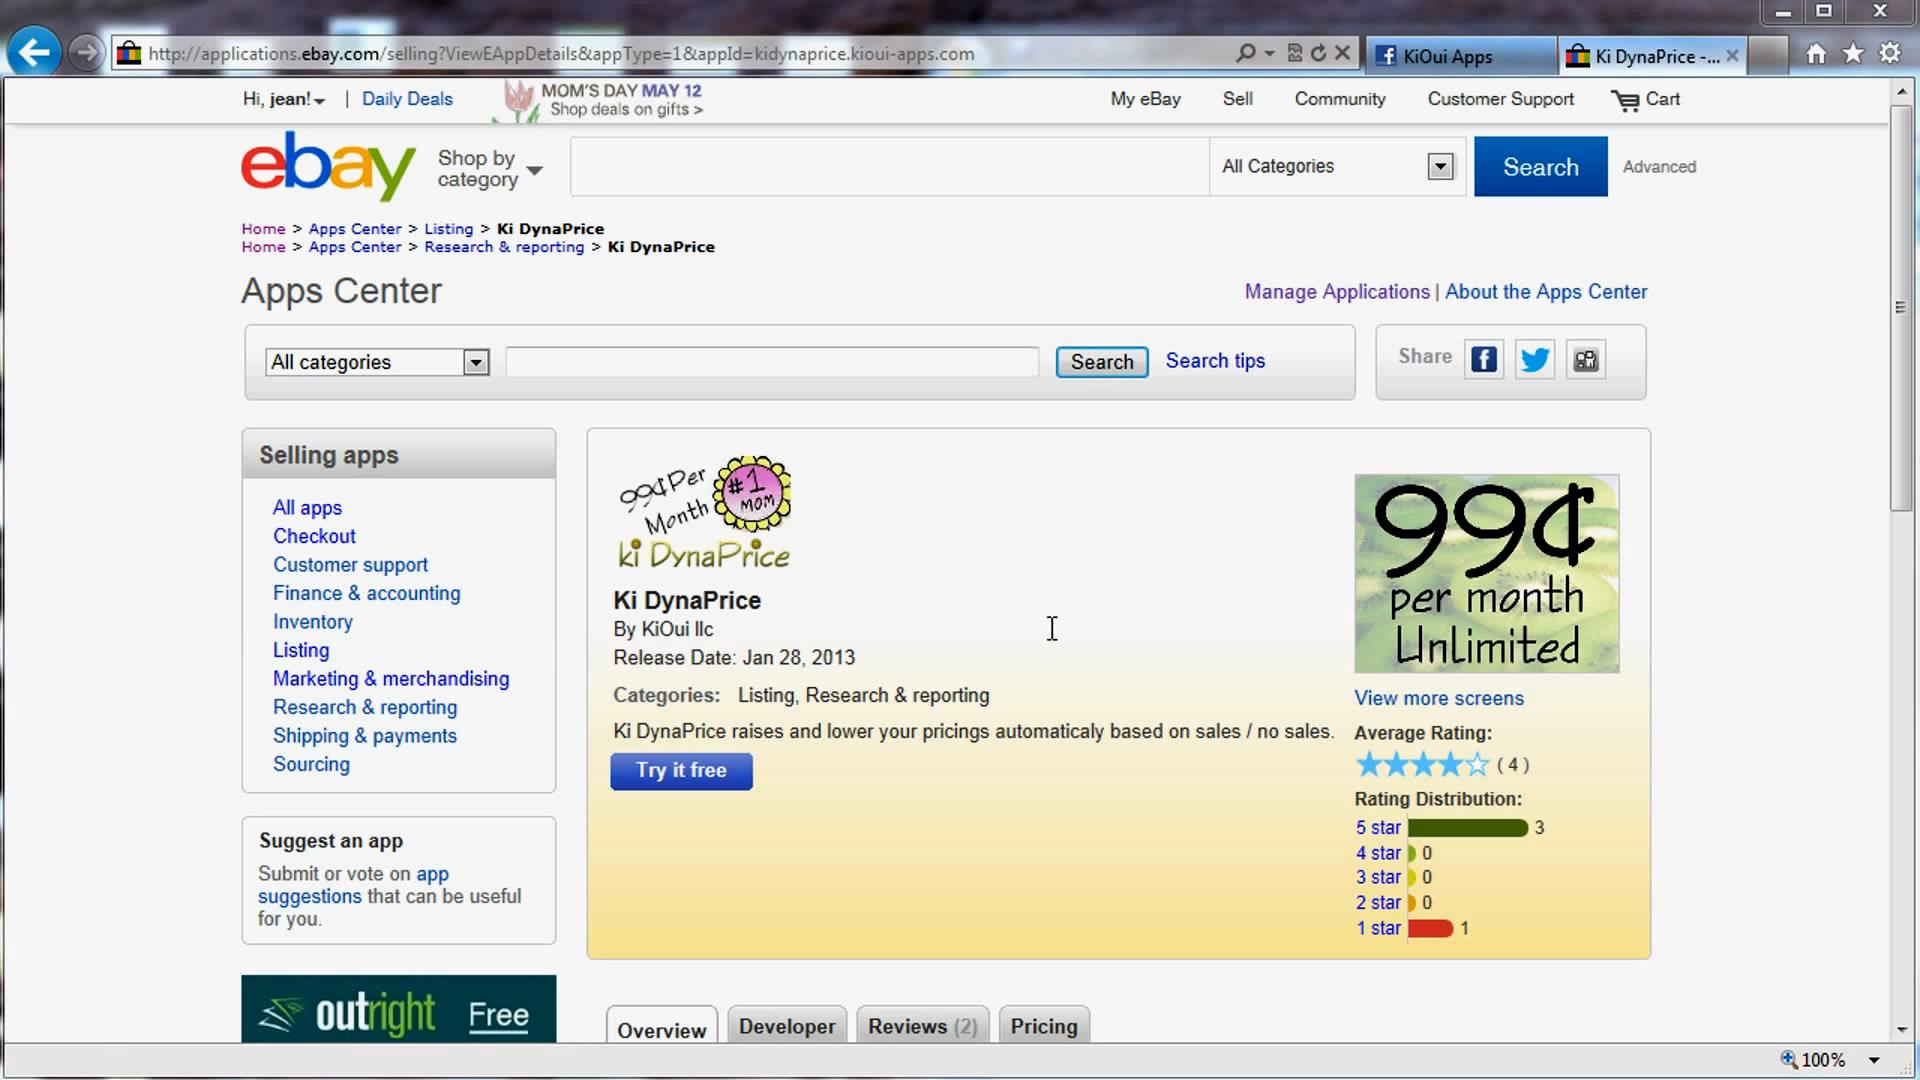 http://applications.ebay.com/selling?ViewEAppDetails&appType=1&appId=kidynaprice.kioui-apps.com
KiOui Apps
Ki DynaPrice -...
Hi, jean!
Daily Deals
MOM'S DAY MAY 12
Shop deals on gifts >
My eBay
Sell
Community
Customer Support
Cart
ebay
Shop by
category
All Categories
Search
Advanced
Home > Apps Center > Listing > Ki DynaPrice
Home > Apps Center > Research & reporting > Ki DynaPrice
Apps Center
Manage Applications | About the Apps Center
All categories
Search
Search tips
Share
Selling apps
All apps
Checkout
Customer support
Finance & accounting
Inventory
Listing
Marketing & merchandising
Research & reporting
Shipping & payments
Sourcing
Suggest an app
Submit or vote on app
suggestions that can be useful
for you.
outright Free
99¢ Per
Month
#1
MOM
ki DynaPrice
Ki DynaPrice
By KiOui llc
Release Date: Jan 28, 2013
Categories: Listing, Research & reporting
Ki DynaPrice raises and lower your pricings automaticaly based on sales / no sales.
Try it free
99¢
per month
Unlimited
View more screens
Average Rating:
( 4 )
Rating Distribution:
5 star 3
4 star 0
3 star 0
2 star 0
1 star 1
Overview
Developer
Reviews (2)
Pricing
100%